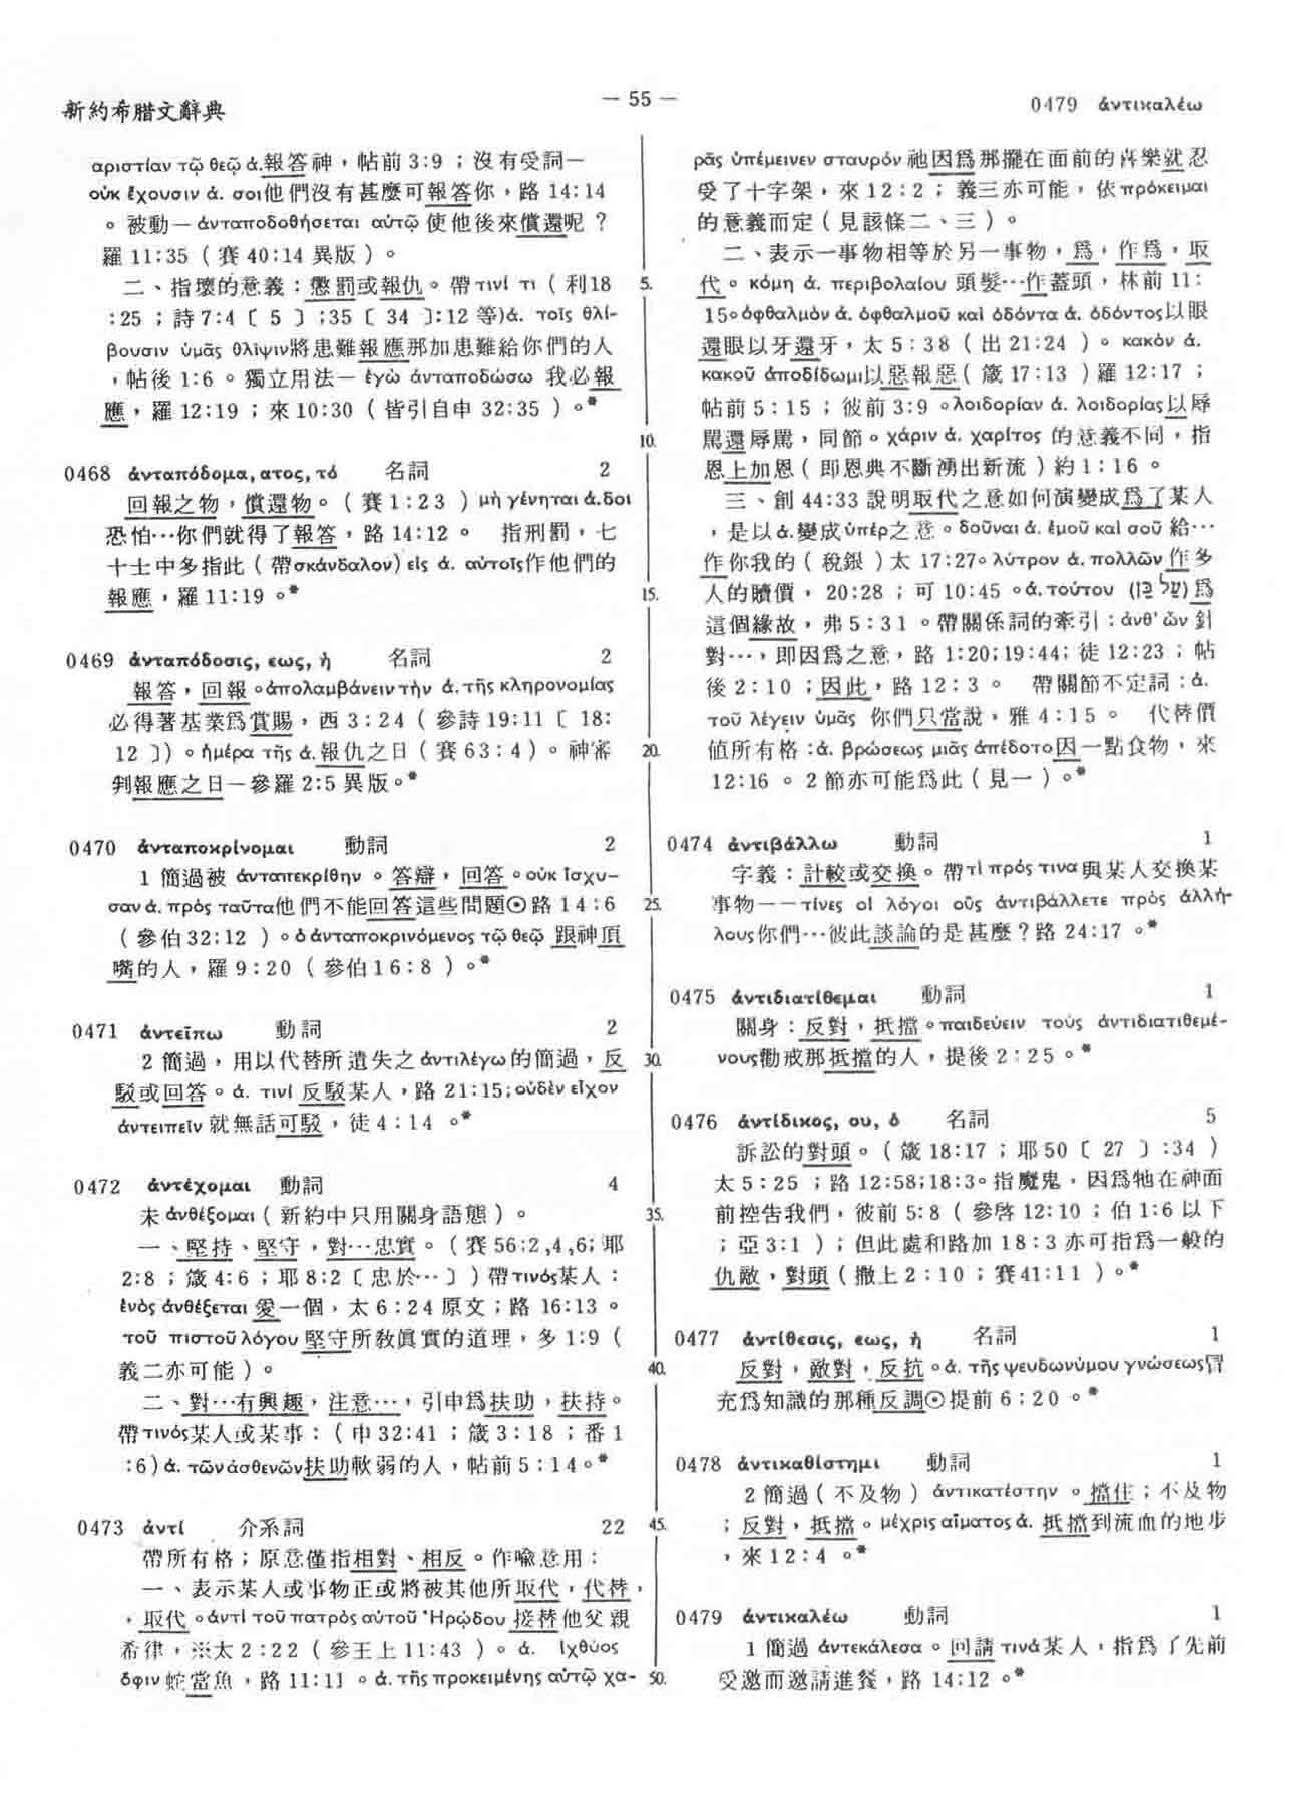 新約希腊文辭典
— 55 —
0479 ἀντικαλέω
αριστίαν τῷ θεῷ ἀ.報答神，帖前 3:9 ；沒有受詞—
οὐκ ἔχουσιν ἀ. σοι他們沒有甚麼可報答你，路 14:14
。被動— ἀνταποδοθήσεται αὐτῷ 使他後來償還呢？
羅 11:35 ( 賽 40:14 異版 ) 。
二、指壞的意義：懲罰或報仇。帶τινί τι ( 利18
:25 ；詩 7:4〔 5 〕;35〔 34 〕:12 等)ἀ. τοῖς θλί-
βουσιν ὑμᾶς θλῖψιν將患難報應那加患難給你們的人
，帖後 1:6 。獨立用法— ἐγὼ ἀνταποδώσω 我必報
應，羅 12:19 ；來 10:30 ( 皆引自申 32:35 ) 。*
0468 ἀνταπόδομα, ατος, τό 名詞 2
回報之物，償還物。( 賽 1:23 ) μὴ γένηται ἀ.σοι
恐怕…你們就得了報答，路 14:12 。 指刑罰，七
十士中多指此 ( 帶σκάνδαλον) εἰς ἀ. αὐτοῖς作他們的
報應，羅 11:19 。*
0469 ἀνταπόδοσις, εως, ἡ 名詞 2
報答，回報。ἀπολαμβάνειν τὴν ἀ.τῆς κληρονομίας
必得著基業爲賞賜，西 3:24 ( 參詩 19:11〔 18:
12 〕) 。ἡμέρα τῆς ἀ.報仇之日 ( 賽 63:4 ) 。神審
判報應之日—參羅 2:5 異版。*
0470 ἀνταποκρίνομαι 動詞 2
1 簡過被 ἀνταπεκρίθην 。答辯，回答。οὐκ ἴσχυ-
σαν ἀ. πρὸς ταῦτα他們不能回答這些問題⊙路 14:6
( 參伯 32:12 ) 。ὁ ἀνταποκρινόμενος τῷ θεῷ 跟神頂
嘴的人，羅 9:20 ( 參伯 16:8 ) 。*
0471 ἀντεῖπω 動詞 2
2 簡過，用以代替所遺失之 ἀντιλέγω 的簡過，反
駁或回答。ἀ. τινί 反駁某人，路 21:15;οὐδὲν εἶχον
ἀντειπεῖν 就無話可駁，徒 4:14 。*
0472 ἀντέχομαι 動詞 4
未 ἀνθέξομαι ( 新約中只用關身語態 ) 。
一、堅持、堅守，對…忠實。( 賽 56:2,4,6;耶
2:8 ；箴 4:6 ；耶 8:2〔忠於…〕) 帶τινός某人：
ἑνὸς ἀνθέξεται 愛一個，太 6:24 原文；路 16:13 。
τοῦ πιστοῦ λόγου 堅守所敎眞實的道理，多 1:9 (
義二亦可能 ) 。
二、對…有興趣，注意…，引申爲扶助，扶持。
帶τινός某人或某事：( 申 32:41 ；箴 3:18 ；番 1
:6) ἀ. τῶν ἀσθενῶν扶助軟弱的人，帖前 5:14。*
0473 ἀντί 介系詞 22
帶所有格；原意僅指相對、相反。作喩意用：
一、表示某人或事物正或將被其他所取代，代替，
，取代。ἀντὶ τοῦ πατρὸς αὐτοῦ Ἡρῴδου 接替他父親
希律，※太 2:22 ( 參王上 11:43 ) 。ἀ. ἰχθύος
ὄφιν 蛇當魚，路 11:11 。ἀ. τῆς προκειμένης αὐτῷ χα-
5.
10.
15.
20.
25.
30.
35.
40.
45.
50.
ρᾶς ὑπέμεινεν σταυρόν 祂因爲那擺在面前的喜樂就忍
受了十字架，來 12:2 ；義三亦可能，依 πρόκειμαι
的意義而定 ( 見該條二、三 ) 。
二、表示一事物相等於另一事物，爲，作爲，取
代。κόμη ἀ. περιβολαίου 頭髮…作蓋頭，林前 11:
15。ὀφθαλμὸν ἀ. ὀφθαλμοῦ καὶ ὀδόντα ἀ. ὀδόντος以眼
還眼以牙還牙，太 5:38 ( 出 21:24 ) 。κακὸν ἀ.
κακοῦ ἀποδίδωμι以惡報惡 ( 箴 17:13 ) 羅 12:17 ；
帖前 5:15 ；彼前 3:9 。λοιδορίαν ἀ. λοιδορίας以辱
駡還辱駡，同節。χάριν ἀ. χαρίτος 的意義不同，指
恩上加恩 ( 即恩典不斷湧出新流 ) 約 1:16 。
三、創 44:33 說明取代之意如何演變成爲了某人
，是以ἀ.變成ὑπέρ之意。δοῦναι ἀ. ἐμοῦ καὶ σοῦ 給…
作你我的 ( 稅銀 ) 太 17:27。λύτρον ἀ. πολλῶν 作多
人的贖價，20:28 ；可 10:45 。ἀ. τούτου (עַל כֵּן) 爲
這個緣故，弗 5:31 。帶關係詞的牽引：ἀνθ' ὧν 針
對…，即因爲之意，路 1:20;19:44;徒 12:23 ；帖
後 2:10 ；因此，路 12:3 。 帶關節不定詞：ἀ.
τοῦ λέγειν ὑμᾶς 你們只當說，雅 4:15 。 代替價
值所有格：ἀ. βρώσεως μιᾶς ἀπέδοτο因一點食物，來
12:16 。2 節亦可能爲此 ( 見一 ) 。*
0474 ἀντιβάλλω 動詞 1
字義：計較或交換。帶τὶ πρός τινα與某人交換某
事物——τίνες οἱ λόγοι οὓς ἀντιβάλλετε πρὸς ἀλλή-
λους你們…彼此談論的是甚麼？路 24:17 。*
0475 ἀντιδιατίθεμαι 動詞 1
關身：反對，抵擋。παιδεύειν τοὺς ἀντιδιατιθεμέ-
νους勸戒那抵擋的人，提後 2:25 。*
0476 ἀντίδικος, ου, ὁ 名詞 5
訴訟的對頭。( 箴 18:17 ；耶 50〔 27 〕:34 )
太 5:25 ；路 12:58;18:3。指魔鬼，因爲牠在神面
前控告我們，彼前 5:8 ( 參啓 12:10 ；伯 1:6 以下
；亞 3:1 ) ；但此處和路加 18:3 亦可指爲一般的
仇敵，對頭 ( 撒上 2:10 ；賽41:11 ) 。*
0477 ἀντίθεσις, εως, ἡ 名詞 1
反對，敵對，反抗。ἀ. τῆς ψευδωνύμου γνώσεως冒
充爲知識的那種反調⊙提前 6:20 。*
0478 ἀντικαθίστημι 動詞 1
2 簡過 ( 不及物 ) ἀντικατέστην 。擋住；不及物
；反對，抵擋。μέχρις αἵματος ἀ. 抵擋到流血的地步
，來 12:4 。*
0479 ἀντικαλέω 動詞 1
1 簡過 ἀντεκάλεσα 。回請 τινά 某人，指爲了先前
受邀而邀請進餐，路 14:12 。*